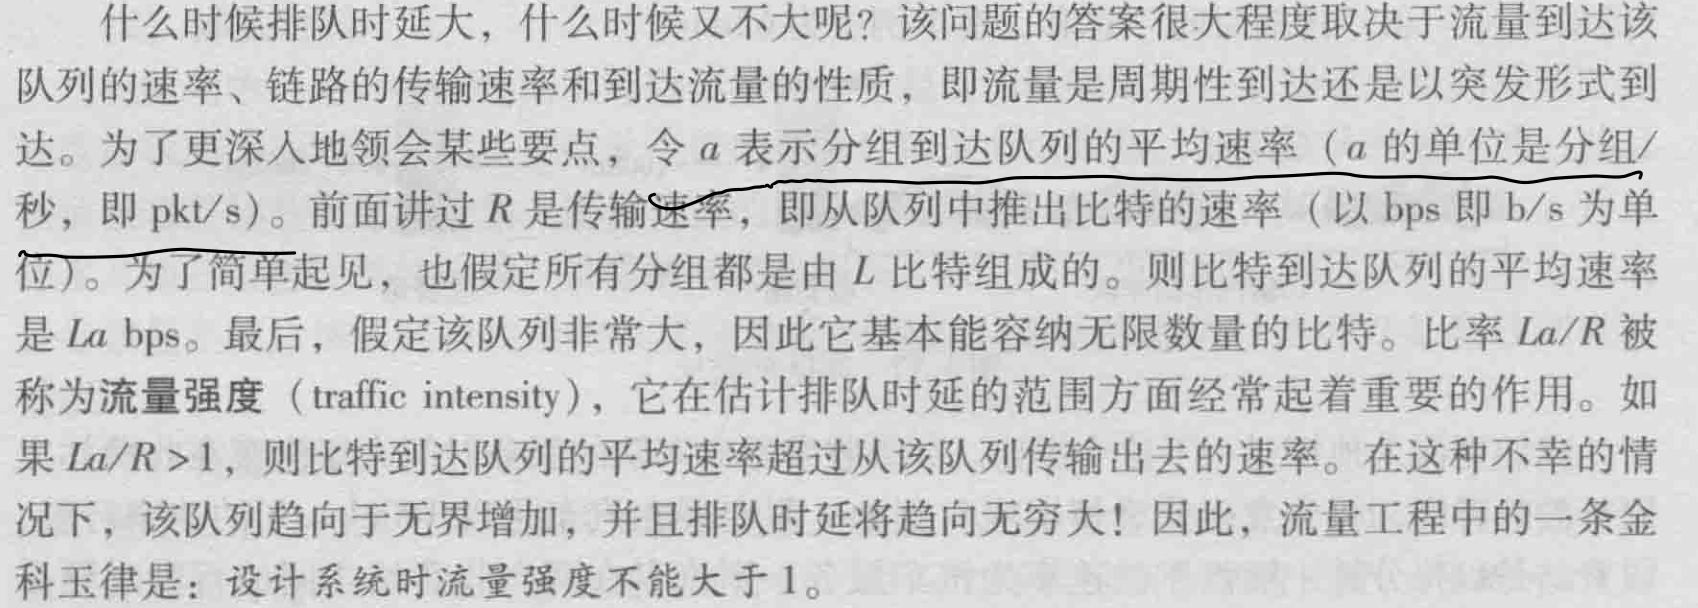 什么时候排队时延大，什么时候又不大呢？该问题的答案很大程度取决于流量到达该
队列的速率、链路的传输速率和到达流量的性质，即流量是周期性到达还是以突发形式到
达。为了更深入地领会某些要点，令 a 表示分组到达队列的平均速率（a 的单位是分组/
秒，即 pkt/s）。前面讲过 R 是传输速率，即从队列中推出比特的速率（以 bps 即 b/s 为单
位）。为了简单起见，也假定所有分组都是由 L 比特组成的。则比特到达队列的平均速率
是 La bps。最后，假定该队列非常大，因此它基本能容纳无限数量的比特。比率 La/R 被
称为流量强度（traffic intensity），它在估计排队时延的范围方面经常起着重要的作用。如
果 La/R > 1，则比特到达队列的平均速率超过从该队列传输出去的速率。在这种不幸的情
况下，该队列趋向于无界增加，并且排队时延将趋向无穷大！因此，流量工程中的一条金
科玉律是：设计系统时流量强度不能大于 1。